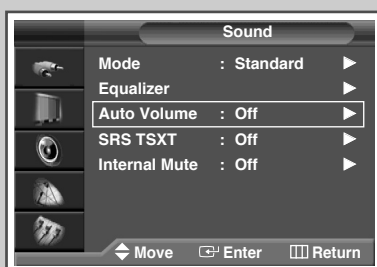 Sound
Mode : Standard
Equalizer
Auto Volume : Off
SRS TSXT : Off
Internal Mute : Off
Move Enter Return